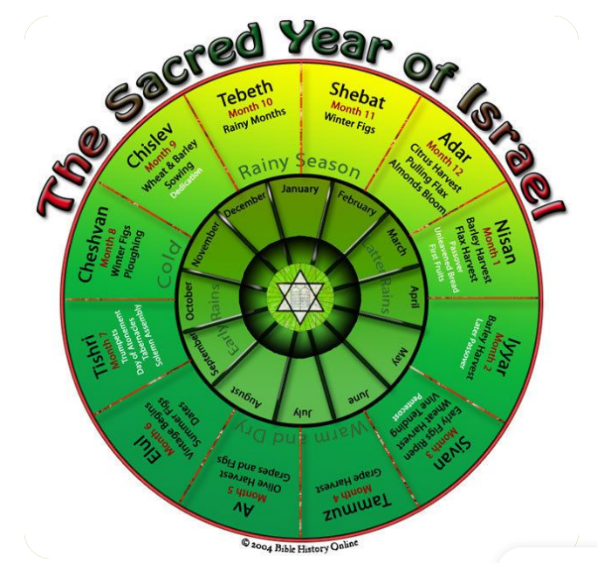 The Sacred Year of Israel
Nisan
Month 1
Barley Harvest
Flax Harvest
Passover
Unleavened Bread
First Fruits
Iyyar
Month 2
Barley Harvest
Later Passover
Sivan
Month 3
Early Figs Ripen
Wheat Harvest
Vine Tending
Pentecost
Tammuz
Month 4
Grape Harvest
Av
Month 5
Olive Harvest
Grapes and Figs
Elul
Month 6
Vintage Begins
Summer Figs
Dates
Tishri
Month 7
Trumpets
Day of Atonement
Tabernacles
Solemn Assembly
Cheshvan
Month 8
Winter Figs
Ploughing
Chislev
Month 9
Wheat & Barley
Sowing
Dedication
Tebeth
Month 10
Rainy Months
Shebat
Month 11
Winter Figs
Adar
Month 12
Citrus Harvest
Pulling Flax
Almonds Bloom
Rainy Season
Latter Rains
Warm and Dry
Early Rains
Cold
January
February
March
April
May
June
July
August
September
October
November
December
© 2004 Bible History Online